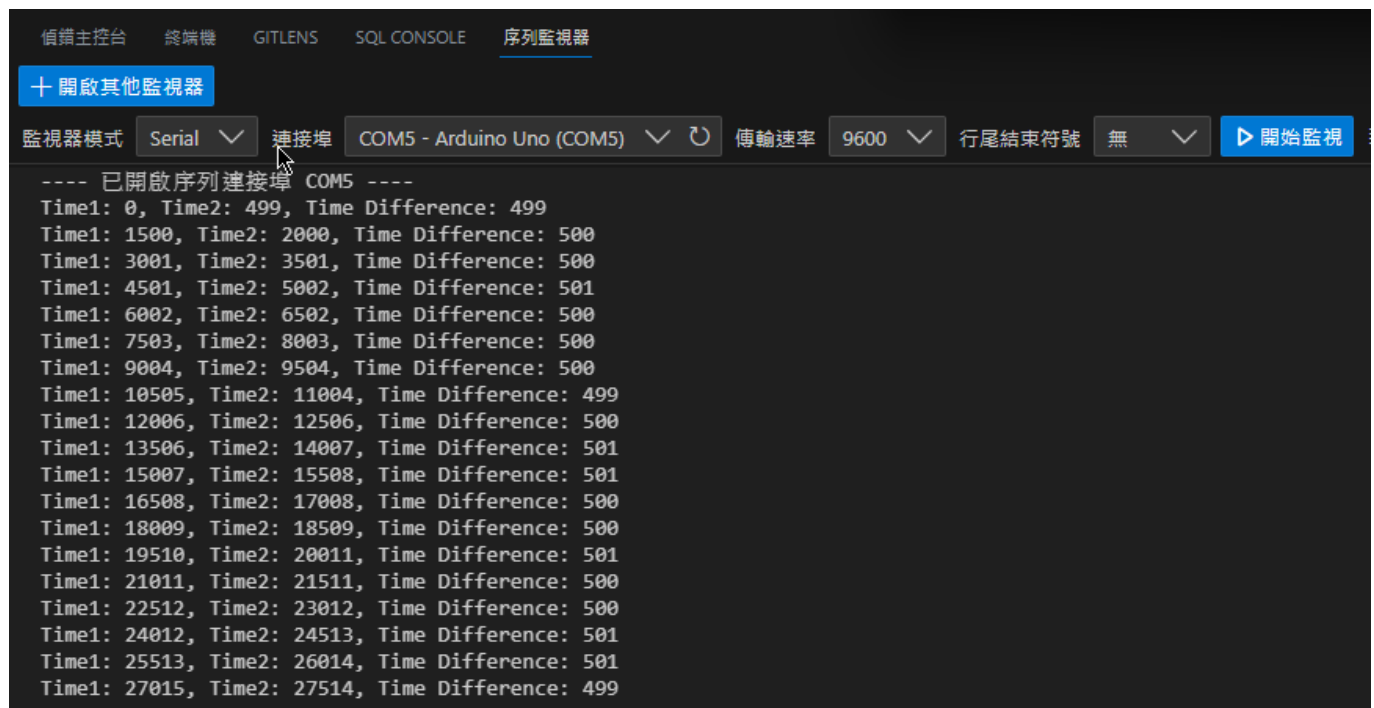 偵錯主控台 終端機 GITLENS SQL CONSOLE 序列監視器
開啟其他監視器
監視器模式 Serial 連接埠 COM5 - Arduino Uno (COM5) 傳輸速率 9600 行尾結束符號 無 開始監視
---- 已開啟序列連接埠 COM5 ----
Time1: 0, Time2: 499, Time Difference: 499
Time1: 1500, Time2: 2000, Time Difference: 500
Time1: 3001, Time2: 3501, Time Difference: 500
Time1: 4501, Time2: 5002, Time Difference: 501
Time1: 6002, Time2: 6502, Time Difference: 500
Time1: 7503, Time2: 8003, Time Difference: 500
Time1: 9004, Time2: 9504, Time Difference: 500
Time1: 10505, Time2: 11004, Time Difference: 499
Time1: 12006, Time2: 12506, Time Difference: 500
Time1: 13506, Time2: 14007, Time Difference: 501
Time1: 15007, Time2: 15508, Time Difference: 501
Time1: 16508, Time2: 17008, Time Difference: 500
Time1: 18009, Time2: 18509, Time Difference: 500
Time1: 19510, Time2: 20011, Time Difference: 501
Time1: 21011, Time2: 21511, Time Difference: 500
Time1: 22512, Time2: 23012, Time Difference: 500
Time1: 24012, Time2: 24513, Time Difference: 501
Time1: 25513, Time2: 26014, Time Difference: 501
Time1: 27015, Time2: 27514, Time Difference: 499